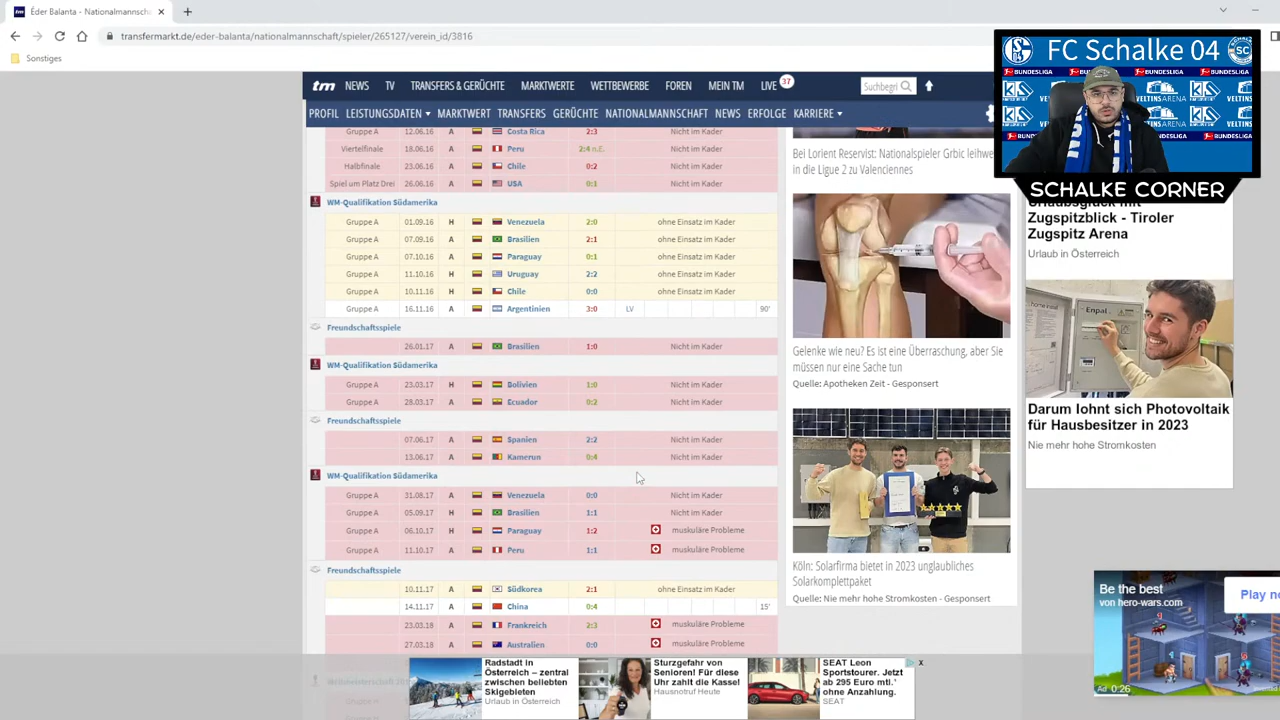 Éder Balanta - Nationalmannsch
transfermarkt.de/eder-balanta/nationalmannschaft/spieler/265127/verein_id/3816
Sonstiges
tm NEWS TV TRANSFERS & GERÜCHTE MARKTWERTE WETTBEWERBE FOREN MEIN TM LIVE 37 Suchbegri
PROFIL LEISTUNGSDATEN MARKTWERT TRANSFERS GERÜCHTE NATIONALMANNSCHAFT NEWS ERFOLGE KARRIERE
Gruppe A 12.06.16 A Costa Rica 2:3 Nicht im Kader
Viertelfinale 18.06.16 A Peru 2:4 n.E. Nicht im Kader
Halbfinale 23.06.16 A Chile 0:2 Nicht im Kader
Spiel um Platz Drei 26.06.16 A USA 0:1 Nicht im Kader
WM-Qualifikation Südamerika
Gruppe A 01.09.16 H Venezuela 2:0 ohne Einsatz im Kader
Gruppe A 07.09.16 A Brasilien 2:1 ohne Einsatz im Kader
Gruppe A 07.10.16 A Paraguay 0:1 ohne Einsatz im Kader
Gruppe A 11.10.16 H Uruguay 2:2 ohne Einsatz im Kader
Gruppe A 10.11.16 H Chile 0:0 ohne Einsatz im Kader
Gruppe A 16.11.16 A Argentinien 3:0 LV 90'
Freundschaftsspiele
26.01.17 A Brasilien 1:0 Nicht im Kader
WM-Qualifikation Südamerika
Gruppe A 23.03.17 H Bolivien 1:0 Nicht im Kader
Gruppe A 28.03.17 A Ecuador 0:2 Nicht im Kader
Freundschaftsspiele
07.06.17 A Spanien 2:2 Nicht im Kader
13.06.17 A Kamerun 0:4 Nicht im Kader
WM-Qualifikation Südamerika
Gruppe A 31.08.17 A Venezuela 0:0 Nicht im Kader
Gruppe A 05.09.17 H Brasilien 1:1 Nicht im Kader
Gruppe A 06.10.17 H Paraguay 1:2 muskuläre Probleme
Gruppe A 11.10.17 A Peru 1:1 muskuläre Probleme
Freundschaftsspiele
10.11.17 A Südkorea 2:1 ohne Einsatz im Kader
14.11.17 A China 0:4 15'
23.03.18 A Frankreich 2:3 muskuläre Probleme
27.03.18 A Australien 0:0 muskuläre Probleme
Bei Lorient Reservist: Nationalspieler Grbic leihwe
in die Ligue 2 zu Valenciennes
Gelenke wie neu? Es ist eine Überraschung, aber Sie
müssen nur eine Sache tun
Quelle: Apotheken Zeit - Gesponsert
Köln: Solarfirma bietet in 2023 unglaubliches
Solarkomplettpaket
Quelle: Nie mehr hohe Stromkosten - Gesponsert
FC Schalke 04
BUNDESLIGA
VELTINS
ARENA
SCHALKE CORNER
Urlaubsglück mit
Zugspitzblick - Tiroler
Zugspitz Arena
Urlaub in Österreich
Enpal.
Darum lohnt sich Photovoltaik
für Hausbesitzer in 2023
Nie mehr hohe Stromkosten
Be the best
von hero-wars.com
Play no
Ad 0:26
Radstadt in
Österreich – zentral
zwischen beliebten
Skigebieten
Urlaub in Österreich
Sturzgefahr von
Senioren! Für diese
Uhr zahlt die Kasse!
Hausnotruf Heute
SEAT Leon
Sportstourer. Jetzt
ab 295 Euro mtl.'
ohne Anzahlung.
SEAT
x